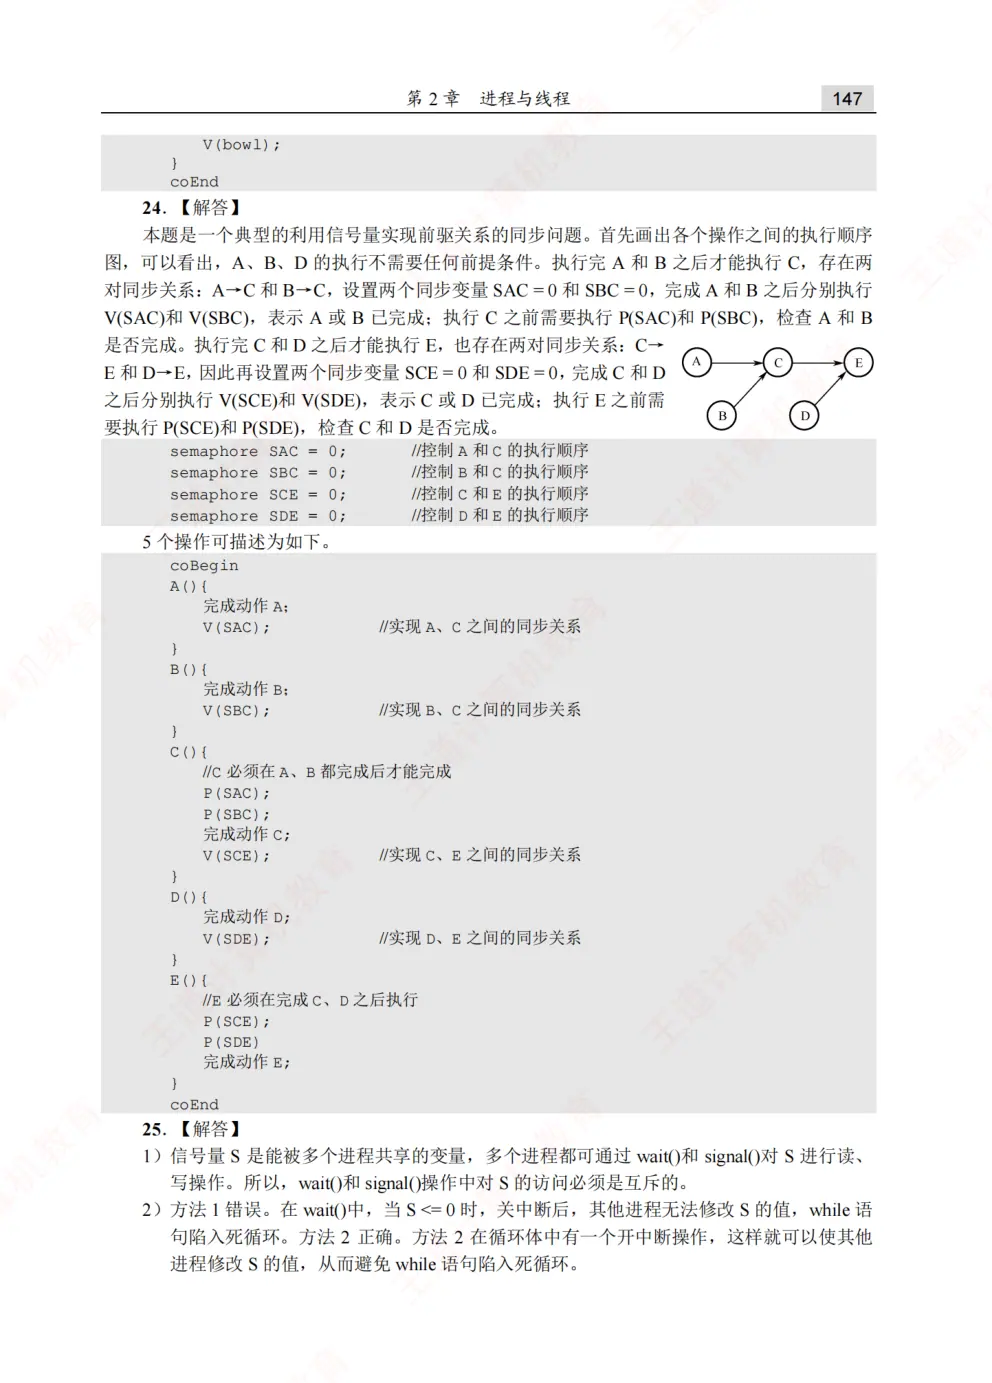 第 2 章 进程与线程 147
V(bowl);
}
coEnd
24. 【解答】
本题是一个典型的利用信号量实现前驱关系的同步问题。首先画出各个操作之间的执行顺序
图，可以看出，A、B、D 的执行不需要任何前提条件。执行完 A 和 B 之后才能执行 C，存在两
对同步关系：A→C 和 B→C，设置两个同步变量 SAC = 0 和 SBC = 0，完成 A 和 B 之后分别执行
V(SAC)和 V(SBC)，表示 A 或 B 已完成；执行 C 之前需要执行 P(SAC)和 P(SBC)，检查 A 和 B
是否完成。执行完 C 和 D 之后才能执行 E，也存在两对同步关系：C→
E 和 D→E，因此再设置两个同步变量 SCE = 0 和 SDE = 0，完成 C 和 D
之后分别执行 V(SCE)和 V(SDE)，表示 C 或 D 已完成；执行 E 之前需
要执行 P(SCE)和 P(SDE)，检查 C 和 D 是否完成。
A C E
B D
semaphore SAC = 0; //控制 A 和 C 的执行顺序
semaphore SBC = 0; //控制 B 和 C 的执行顺序
semaphore SCE = 0; //控制 C 和 E 的执行顺序
semaphore SDE = 0; //控制 D 和 E 的执行顺序
5 个操作可描述为如下。
coBegin
A(){
完成动作 A;
V(SAC); //实现 A、C 之间的同步关系
}
B(){
完成动作 B;
V(SBC); //实现 B、C 之间的同步关系
}
C(){
//C 必须在 A、B 都完成后才能完成
P(SAC);
P(SBC);
完成动作 C;
V(SCE); //实现 C、E 之间的同步关系
}
D(){
完成动作 D;
V(SDE); //实现 D、E 之间的同步关系
}
E(){
//E 必须在完成 C、D 之后执行
P(SCE);
P(SDE)
完成动作 E;
}
coEnd
25. 【解答】
1）信号量 S 是能被多个进程共享的变量，多个进程都可通过 wait()和 signal()对 S 进行读、
写操作。所以，wait()和 signal()操作中对 S 的访问必须是互斥的。
2）方法 1 错误。在 wait()中，当 S <= 0 时，关中断后，其他进程无法修改 S 的值，while 语
句陷入死循环。方法 2 正确。方法 2 在循环体中有一个开中断操作，这样就可以使其他
进程修改 S 的值，从而避免 while 语句陷入死循环。
王道计算机教育